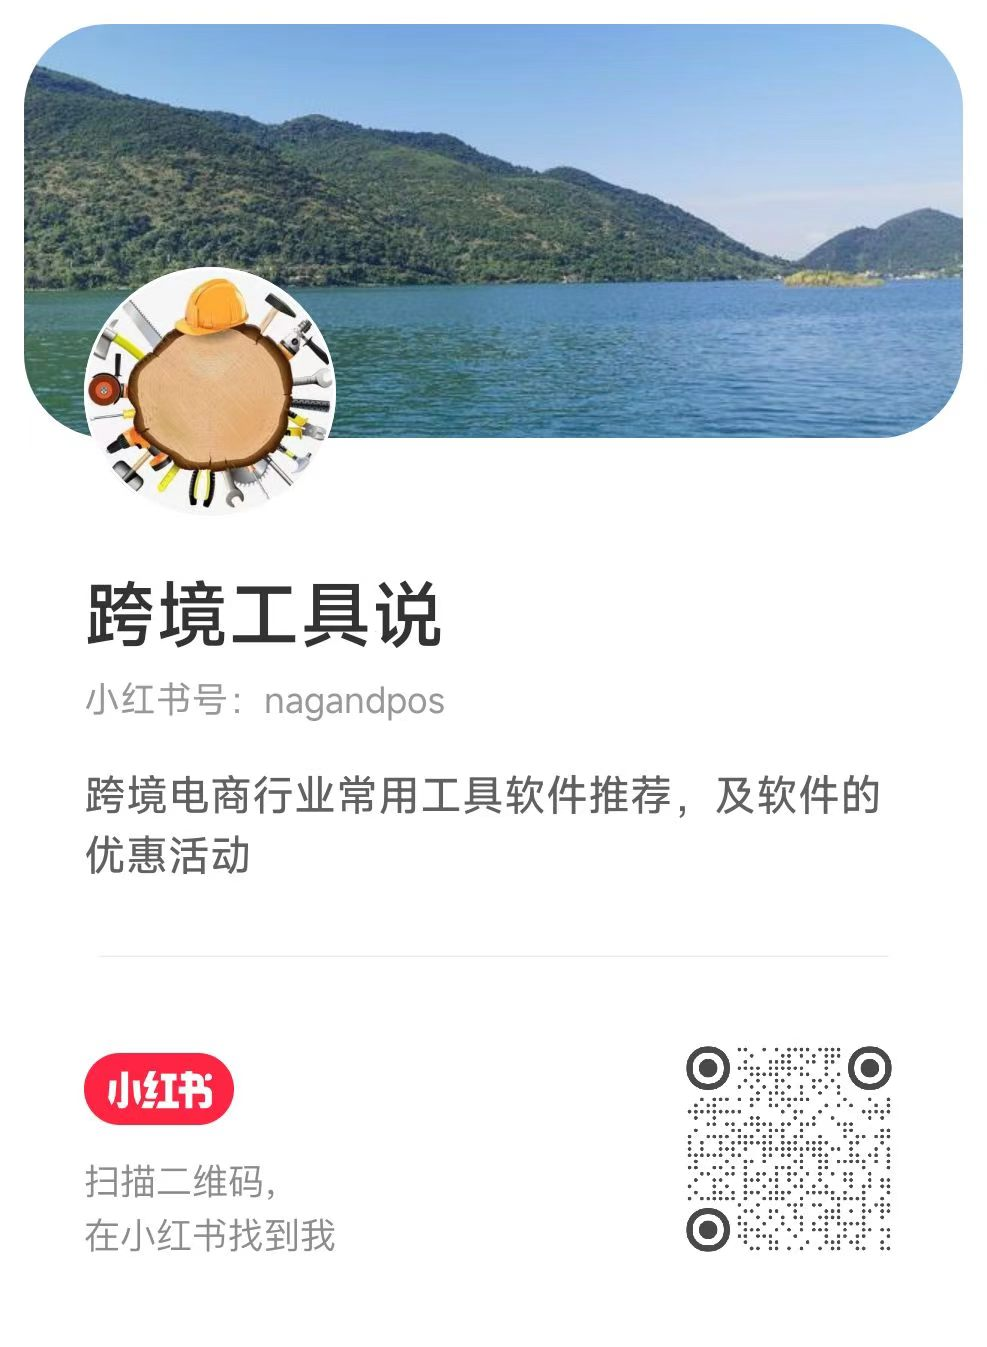 跨境工具说
小红书号：nagandpos
跨境电商行业常用工具软件推荐，及软件的
优惠活动
小红书
扫描二维码，
在小红书找到我